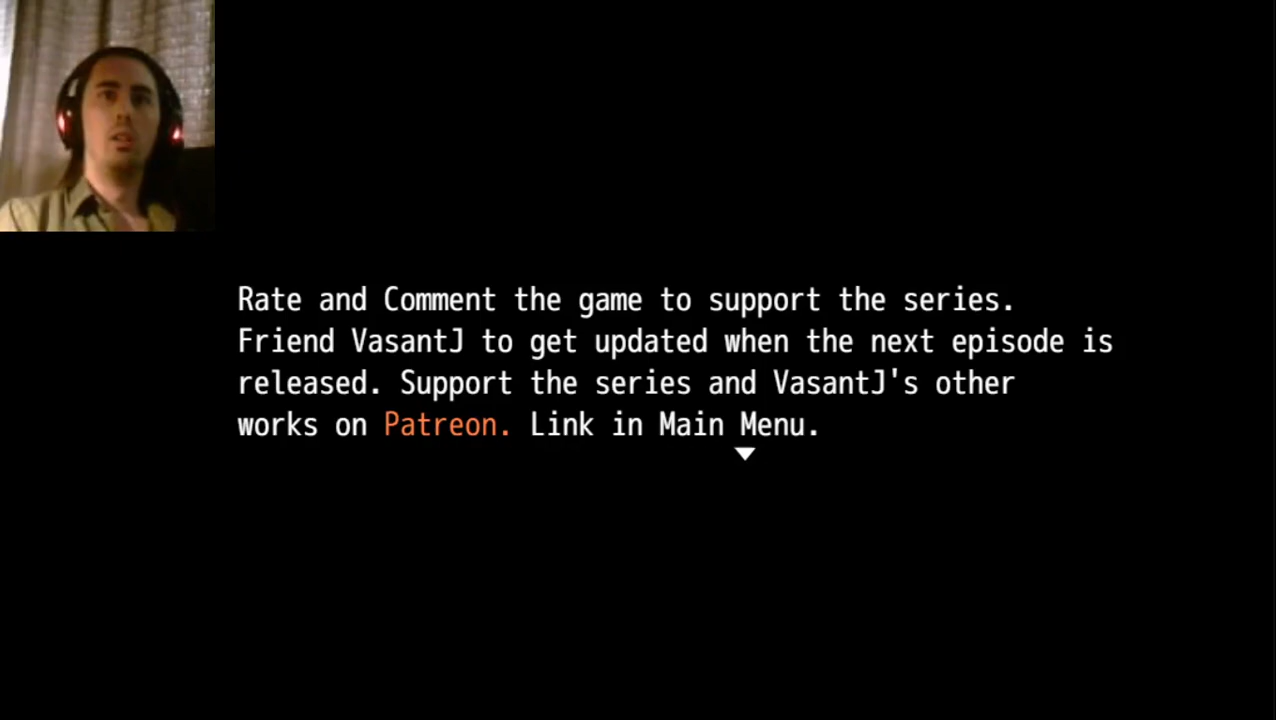 Rate and Comment the game to support the series.
Friend VasantJ to get updated when the next episode is
released. Support the series and VasantJ's other
works on Patreon. Link in Main Menu.